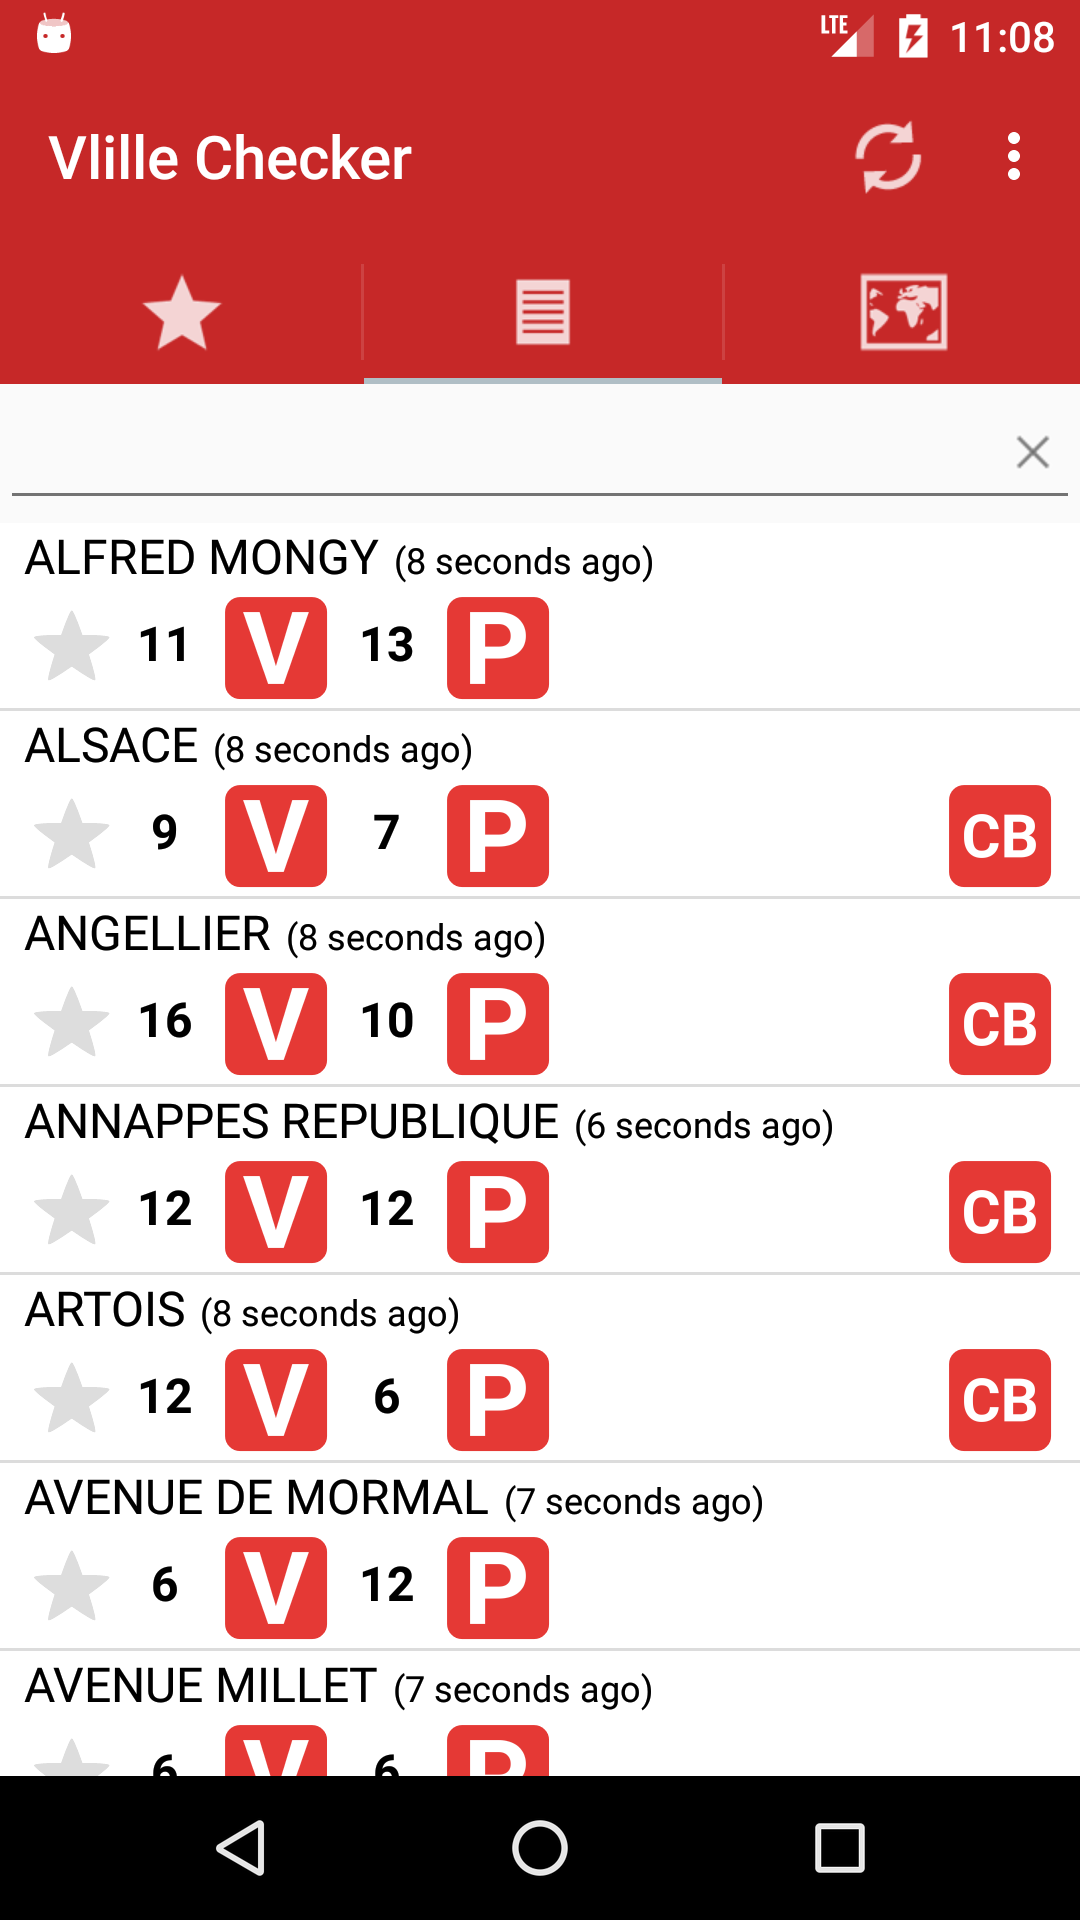 LTE 11:08
Vlille Checker
ALFRED MONGY (8 seconds ago)
11 V 13 P
ALSACE (8 seconds ago)
9 V 7 P CB
ANGELLIER (8 seconds ago)
16 V 10 P CB
ANNAPPES REPUBLIQUE (6 seconds ago)
12 V 12 P CB
ARTOIS (8 seconds ago)
12 V 6 P CB
AVENUE DE MORMAL (7 seconds ago)
6 V 12 P
AVENUE MILLET (7 seconds ago)
6 V 6 P